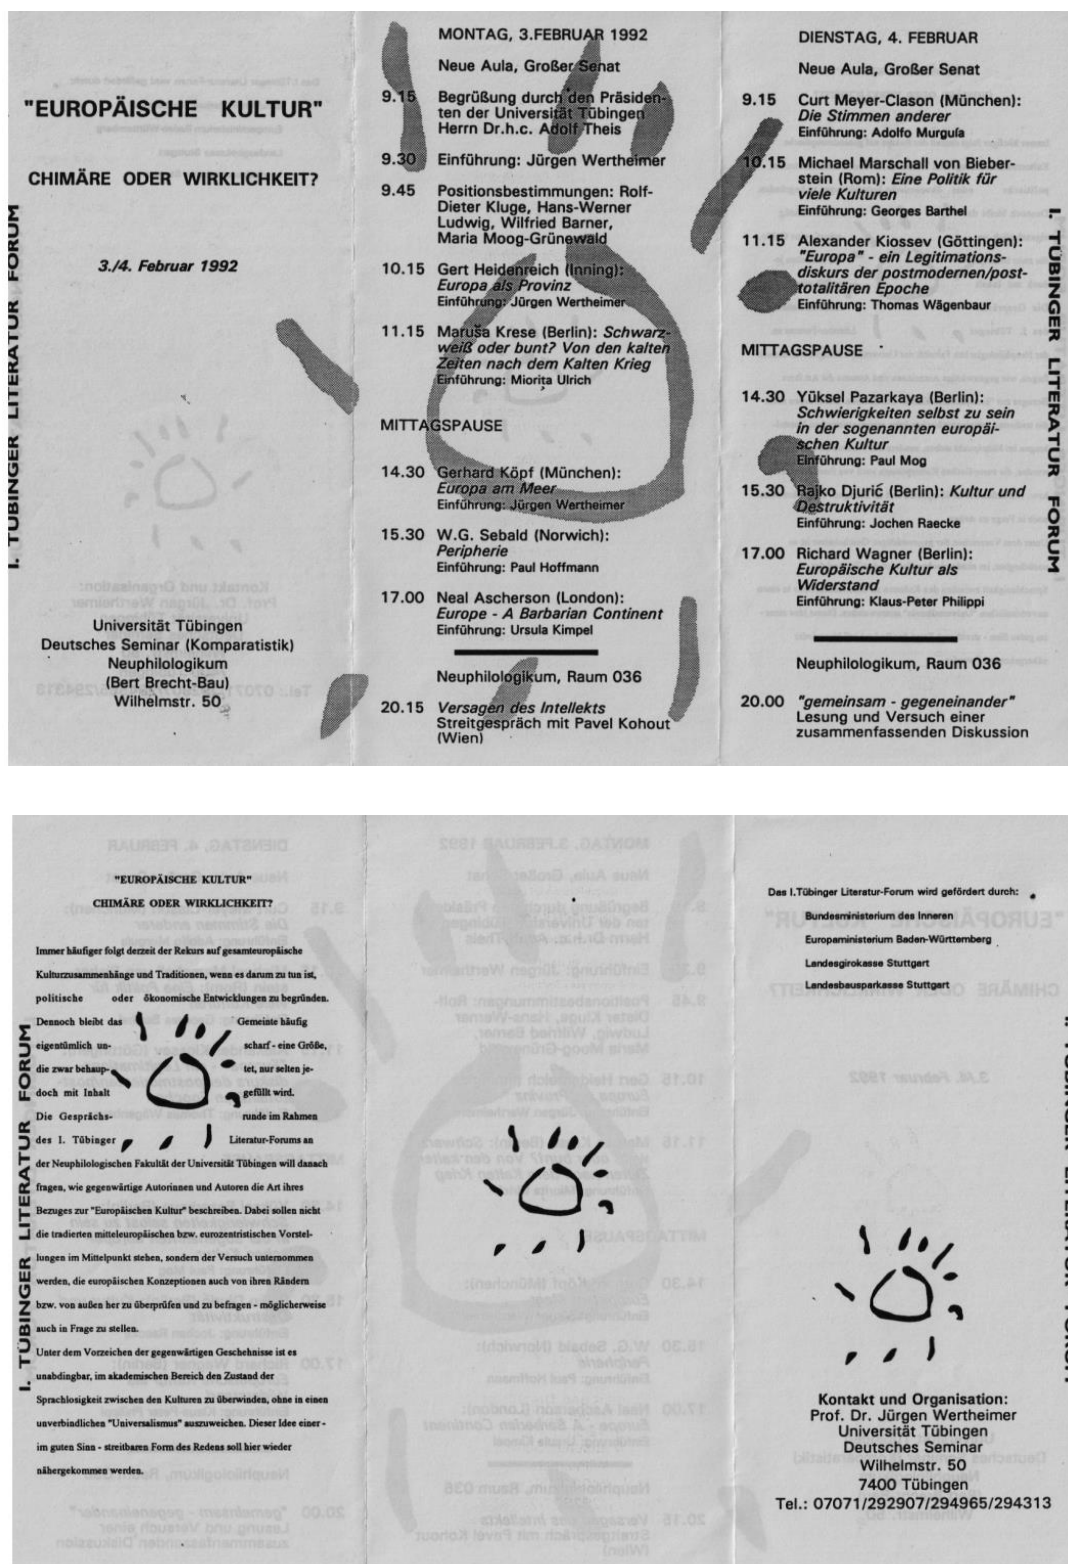 "EUROPÄISCHE KULTUR"
CHIMÄRE ODER WIRKLICHKEIT?
3./4. Februar 1992
I. TÜBINGER LITERATUR FORUM
Universität Tübingen
Deutsches Seminar (Komparatistik)
Neuphilologikum
(Bert Brecht-Bau)
Wilhelmstr. 50
MONTAG, 3.FEBRUAR 1992
Neue Aula, Großer Senat
9.15 Begrüßung durch den Präsiden-
ten der Universität Tübingen
Herrn Dr.h.c. Adolf Theis
9.30 Einführung: Jürgen Wertheimer
9.45 Positionsbestimmungen: Rolf-
Dieter Kluge, Hans-Werner
Ludwig, Wilfried Barner,
Maria Moog-Grünewald
10.15 Gert Heidenreich (Inning):
Europa als Provinz
Einführung: Jürgen Wertheimer
11.15 Maruša Krese (Berlin): Schwarz-
weiß oder bunt? Von den kalten
Zeiten nach dem Kalten Krieg
Einführung: Miorița Ulrich
MITTAGSPAUSE
14.30 Gerhard Köpf (München):
Europa am Meer
Einführung: Jürgen Wertheimer
15.30 W.G. Sebald (Norwich):
Peripherie
Einführung: Paul Hoffmann
17.00 Neal Ascherson (London):
Europe - A Barbarian Continent
Einführung: Ursula Kimpel
Neuphilologikum, Raum 036
20.15 Versagen des Intellekts
Streitgespräch mit Pavel Kohout
(Wien)
DIENSTAG, 4. FEBRUAR
Neue Aula, Großer Senat
9.15 Curt Meyer-Clason (München):
Die Stimmen anderer
Einführung: Adolfo Murguía
10.15 Michael Marschall von Bieber-
stein (Rom): Eine Politik für
viele Kulturen
Einführung: Georges Barthel
11.15 Alexander Kiossev (Göttingen):
"Europa" - ein Legitimations-
diskurs der postmodernen/post-
totalitären Epoche
Einführung: Thomas Wägenbaur
MITTAGSPAUSE
14.30 Yüksel Pazarkaya (Berlin):
Schwierigkeiten selbst zu sein
in der sogenannten europäi-
schen Kultur
Einführung: Paul Mog
15.30 Rajko Djurić (Berlin): Kultur und
Destruktivität
Einführung: Jochen Raecke
17.00 Richard Wagner (Berlin):
Europäische Kultur als
Widerstand
Einführung: Klaus-Peter Philippi
Neuphilologikum, Raum 036
20.00 "gemeinsam - gegeneinander"
Lesung und Versuch einer
zusammenfassenden Diskussion
I. TÜBINGER LITERATUR FORUM
I. TÜBINGER LITERATUR FORUM
"EUROPÄISCHE KULTUR"
CHIMÄRE ODER WIRKLICHKEIT?
Immer häufiger folgt derzeit der Rekurs auf gesamteuropäische
Kulturzusammenhänge und Traditionen, wenn es darum zu tun ist,
politische oder ökonomische Entwicklungen zu begründen.
Dennoch bleibt das Gemeinte häufig
eigentümlich un- scharf - eine Größe,
die zwar behaup- tet, nur selten je-
doch mit Inhalt gefüllt wird.
Die Gesprächs- runde im Rahmen
des I. Tübinger Literatur-Forums an
der Neuphilologischen Fakultät der Universität Tübingen will danach
fragen, wie gegenwärtige Autorinnen und Autoren die Art ihres
Bezuges zur "Europäischen Kultur" beschreiben. Dabei sollen nicht
die tradierten mitteleuropäischen bzw. eurozentristischen Vorstel-
lungen im Mittelpunkt stehen, sondern der Versuch unternommen
werden, die europäischen Konzeptionen auch von ihren Rändern
bzw. von außen her zu überprüfen und zu befragen - möglicherweise
auch in Frage zu stellen.
Unter dem Vorzeichen der gegenwärtigen Geschehnisse ist es
unabdingbar, im akademischen Bereich den Zustand der
Sprachlosigkeit zwischen den Kulturen zu überwinden, ohne in einen
unverbindlichen "Universalismus" auszuweichen. Dieser Idee einer -
im guten Sinn - streitbaren Form des Redens soll hier wieder
nähergekommen werden.
Das I.Tübinger Literatur-Forum wird gefördert durch:
Bundesministerium des Inneren
Europaministerium Baden-Württemberg
Landesgirokasse Stuttgart
Landesbausparkasse Stuttgart
Kontakt und Organisation:
Prof. Dr. Jürgen Wertheimer
Universität Tübingen
Deutsches Seminar
Wilhelmstr. 50
7400 Tübingen
Tel.: 07071/292907/294965/294313